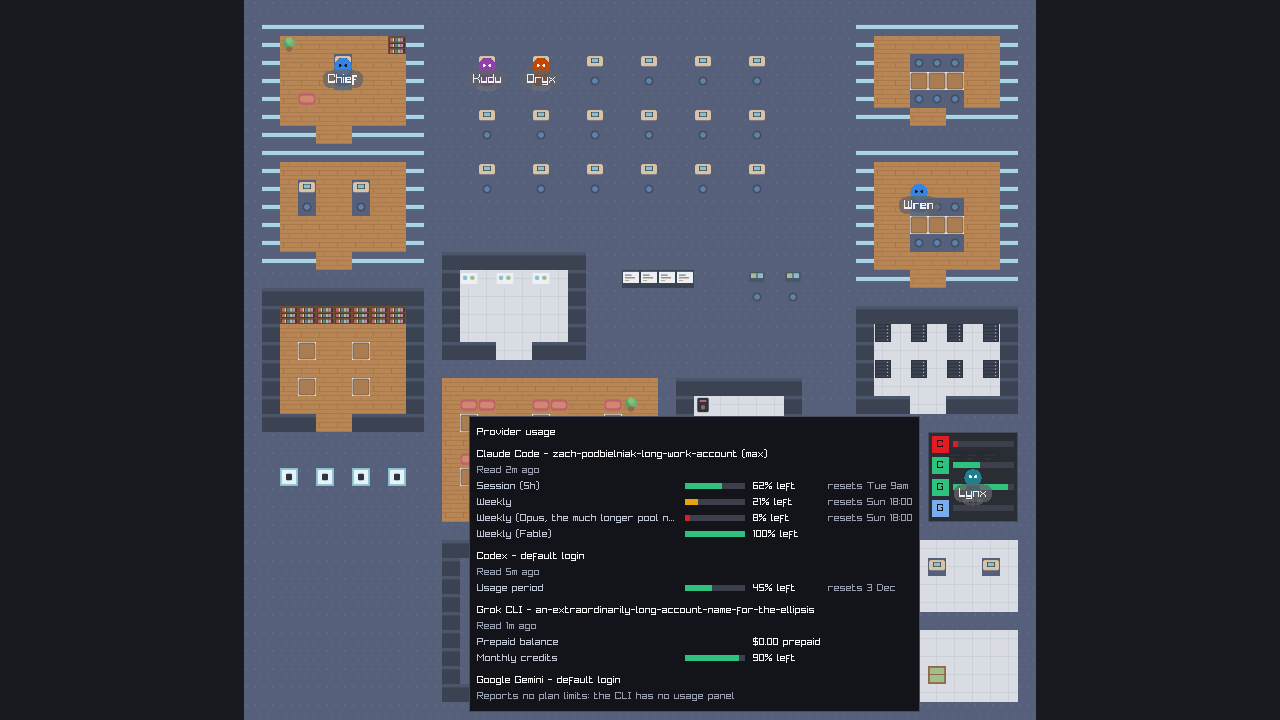 Chief
Kudu
Oryx
Wren
C
C
G
G
Lynx
Provider usage
Claude Code - zach-podbielniak-long-work-account (max)
Read 2m ago
Session (5h) 62% left resets Tue 9am
Weekly 21% left resets Sun 18:00
Weekly (Opus, the much longer pool n… 8% left resets Sun 18:00
Weekly (Fable) 100% left
Codex - default login
Read 5m ago
Usage period 45% left resets 3 Dec
Grok CLI - an-extraordinarily-long-account-name-for-the-ellipsis
Read 1m ago
Prepaid balance $0.00 prepaid
Monthly credits 90% left
Google Gemini - default login
Reports no plan limits: the CLI has no usage panel